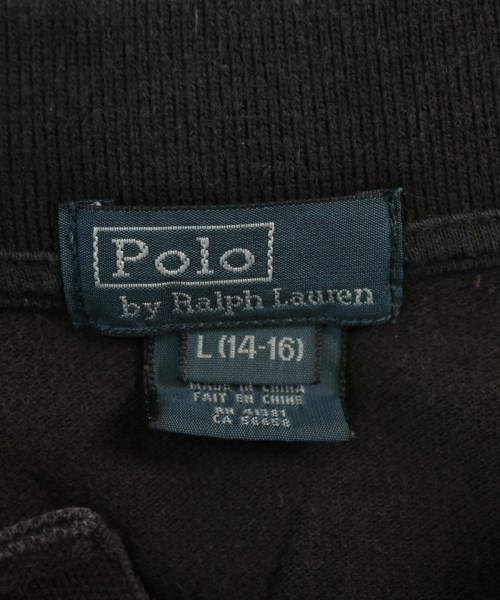 Polo
by Ralph Lauren
L (14-16)
MADE IN CHINA
FAIT EN CHINE
RN 41381
CA 56658